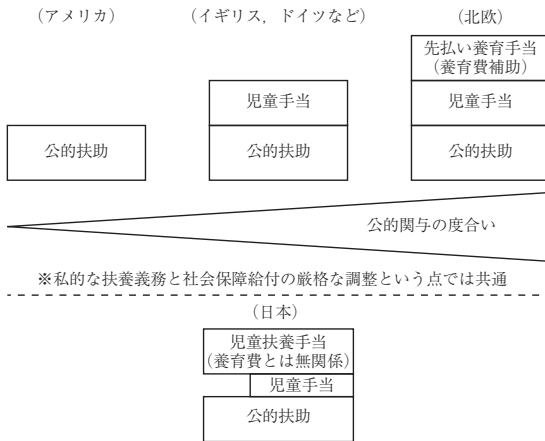 （アメリカ）
（イギリス，ドイツなど）
（北欧）
先払い養育手当
（養育費補助）
児童手当
児童手当
公的扶助
公的扶助
公的扶助
公的関与の度合い
※私的な扶養義務と社会保障給付の厳格な調整という点では共通
（日本）
児童扶養手当
（養育費とは無関係）
児童手当
公的扶助